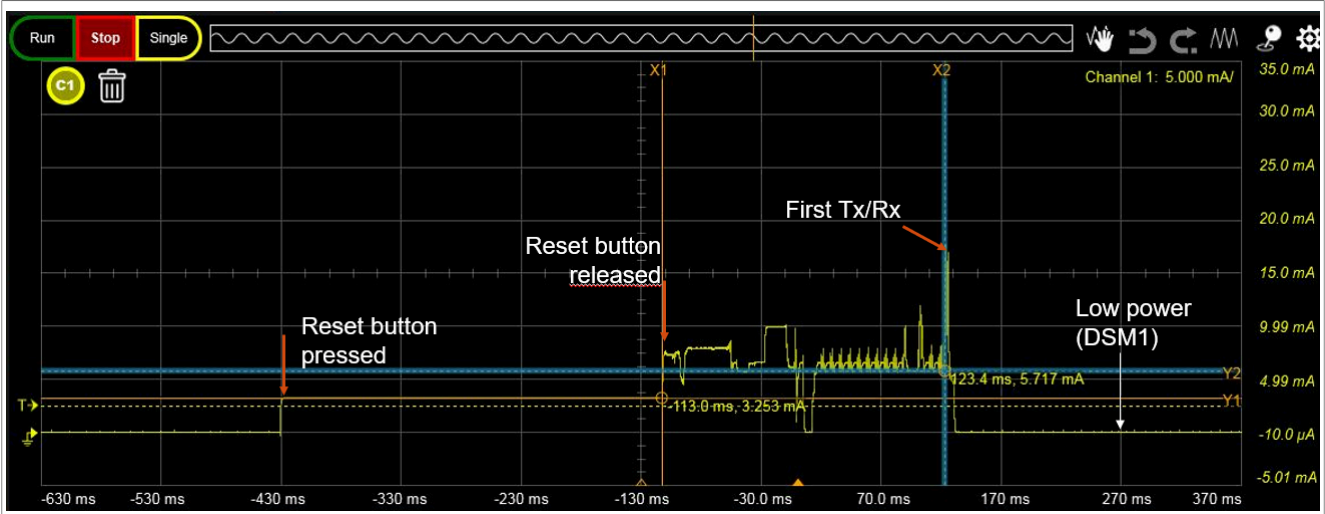 Run
Stop
Single
C1
X1
X2
Channel 1: 5.000 mA/
35.0 mA
30.0 mA
25.0 mA
20.0 mA
First Tx/Rx
Reset button
released
15.0 mA
Reset button
pressed
Low power
(DSM1)
9.99 mA
Y2
123.4 ms, 5.717 mA
4.99 mA
T
-113.0 ms, 3.253 mA
Y1
-10.0 µA
-5.01 mA
-630 ms
-530 ms
-430 ms
-330 ms
-230 ms
-130 ms
-30.0 ms
70.0 ms
170 ms
270 ms
370 ms